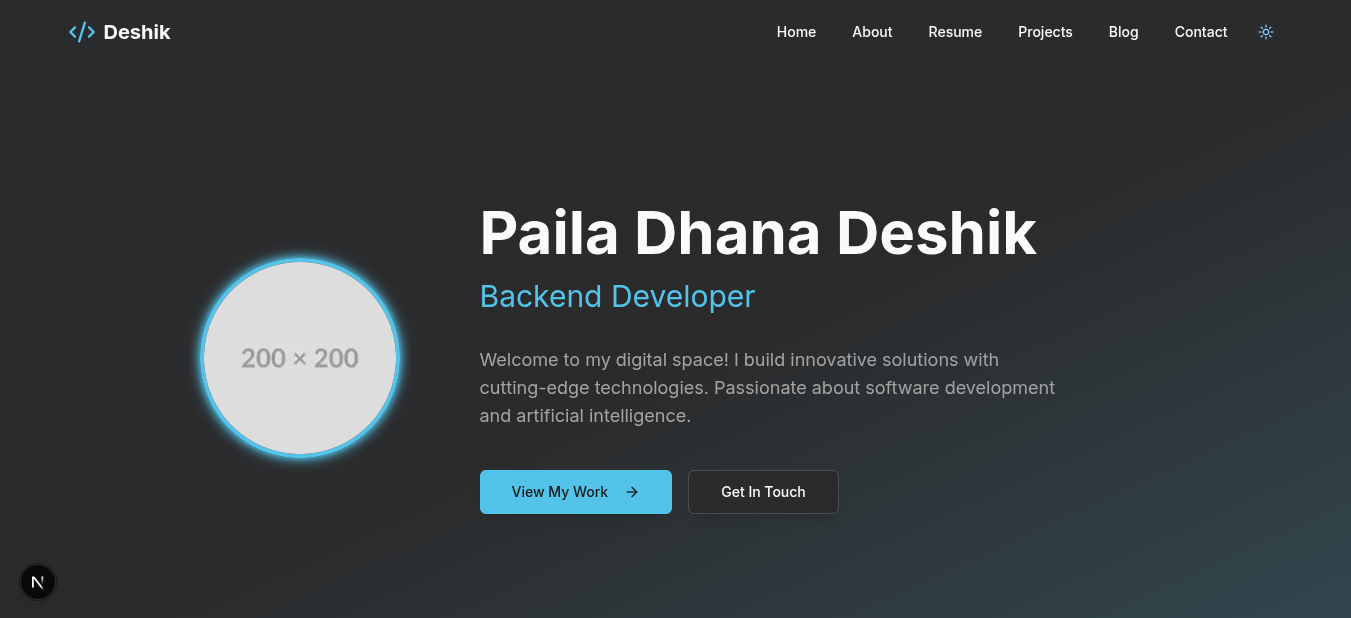 Deshik
Home
About
Resume
Projects
Blog
Contact
Paila Dhana Deshik
Backend Developer
200 × 200
Welcome to my digital space! I build innovative solutions with
cutting-edge technologies. Passionate about software development
and artificial intelligence.
View My Work
Get In Touch
N